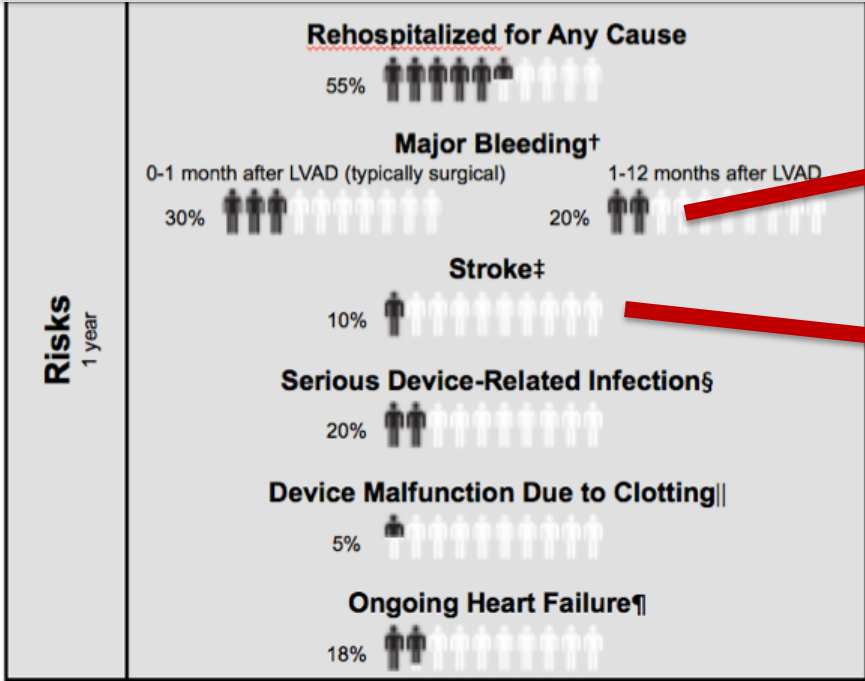 Rehospitalized for Any Cause
55%
Major Bleeding†
0-1 month after LVAD (typically surgical)
1-12 months after LVAD
30%
20%
Stroke‡
10%
Risks
1 year
Serious Device-Related Infection§
20%
Device Malfunction Due to Clotting||
5%
Ongoing Heart Failure¶
18%